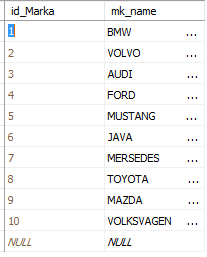 id_Marka mk_name
1 BMW ...
2 VOLVO ...
3 AUDI ...
4 FORD ...
5 MUSTANG ...
6 JAVA ...
7 MERSEDES ...
8 TOYOTA ...
9 MAZDA ...
10 VOLKSVAGEN ...
NULL NULL